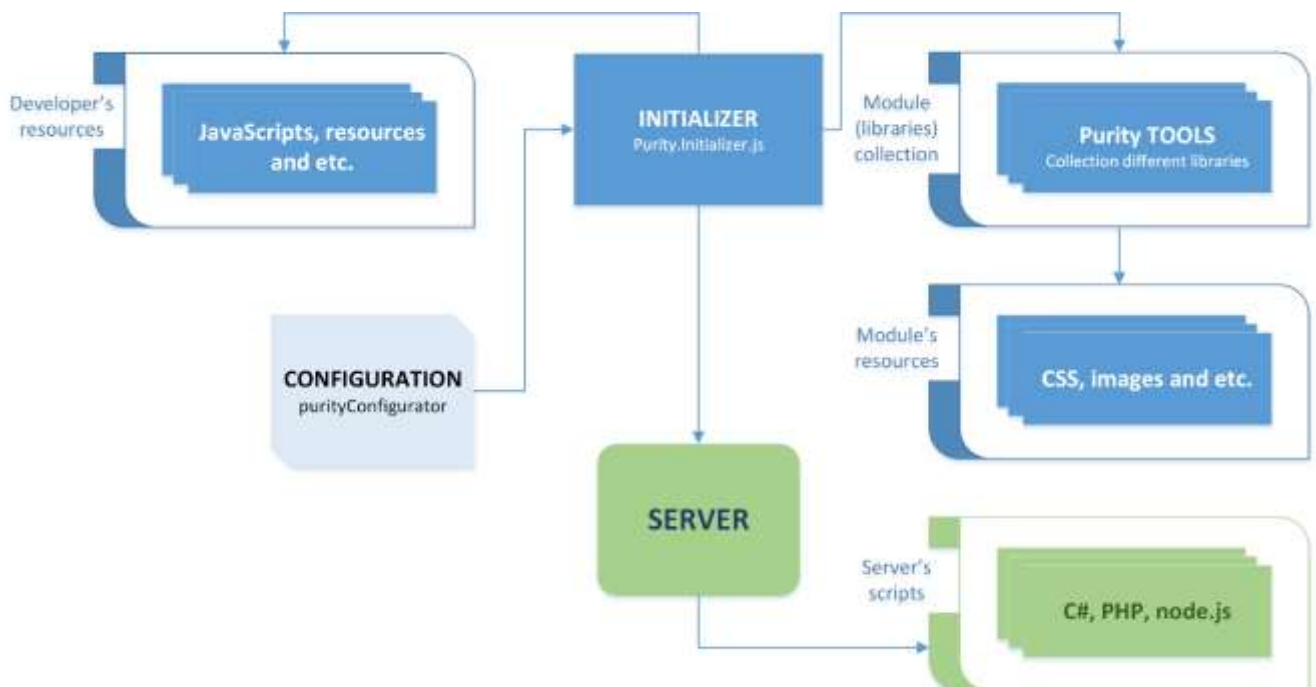 Developer's
resources
JavaScripts, resources
and etc.
INITIALIZER
Purity.Initializer.js
Module
(libraries)
collection
Purity TOOLS
Collection different libraries
CONFIGURATION
purityConfigurator
Module's
resources
CSS, images and etc.
SERVER
Server's
scripts
C#, PHP, node.js